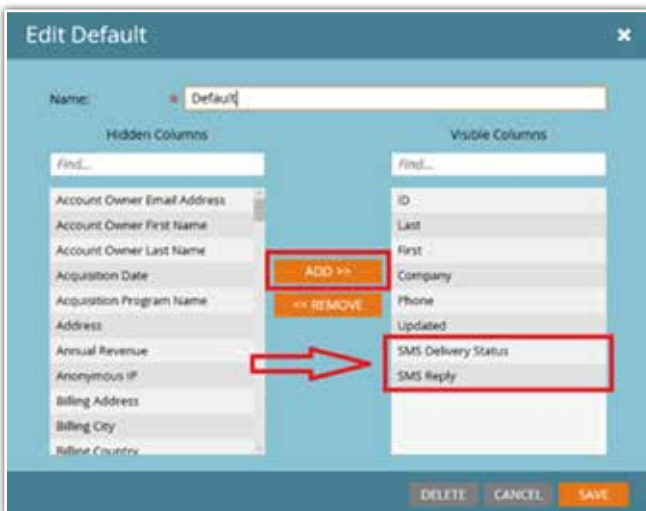 Edit Default
Name: * Default
Hidden Columns
Visible Columns
Find...
Find...
Account Owner Email Address
Account Owner First Name
Account Owner Last Name
Acquisition Date
Acquisition Program Name
Address
Annual Revenue
Anonymous IP
Billing Address
Billing City
Billing Country
ADD >>
<< REMOVE
ID
Last
First
Company
Phone
Updated
SMS Delivery Status
SMS Reply
DELETE CANCEL SAVE